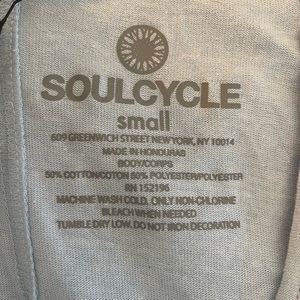 SOULCYCLE
small
609 GREENWICH STREET NEW YORK, NY 10014
MADE IN HONDURAS
BODY/CORPS
50% COTTON/COTON 50% POLYESTER/POLYESTER
RN 152196
MACHINE WASH COLD, ONLY NON-CHLORINE
BLEACH WHEN NEEDED
TUMBLE DRY LOW, DO NOT IRON DECORATION